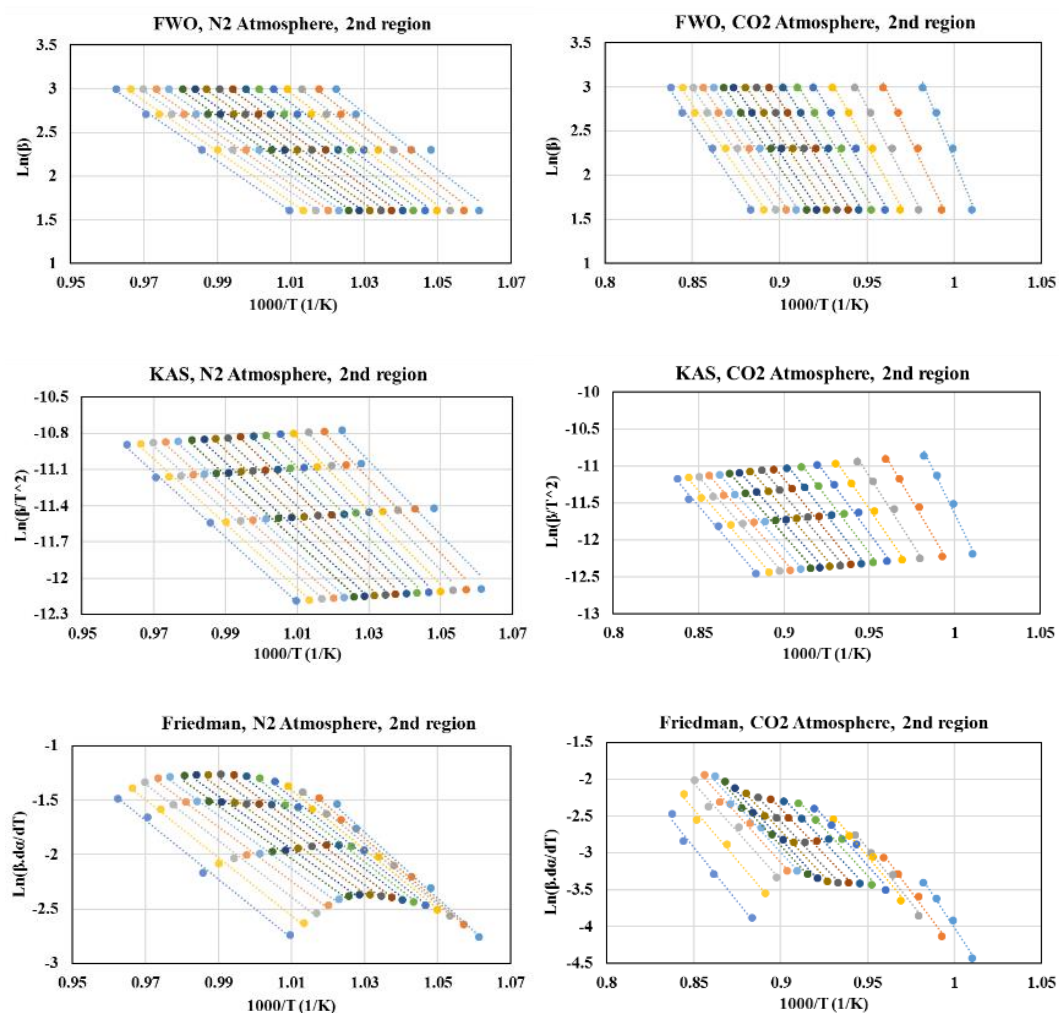 FWO, N2 Atmosphere, 2nd region
3.5
3
2.5
2
1.5
1
Ln(β)
0.95 0.97 0.99 1.01 1.03 1.05 1.07
1000/T (1/K)
FWO, CO2 Atmosphere, 2nd region
3.5
3
2.5
2
1.5
1
Ln(β)
0.8 0.85 0.9 0.95 1 1.05
1000/T (1/K)
KAS, N2 Atmosphere, 2nd region
-10.5
-10.8
-11.1
-11.4
-11.7
-12
-12.3
Ln(β/T^2)
0.95 0.97 0.99 1.01 1.03 1.05 1.07
1000/T (1/K)
KAS, CO2 Atmosphere, 2nd region
-10
-10.5
-11
-11.5
-12
-12.5
-13
Ln(β/T^2)
0.8 0.85 0.9 0.95 1 1.05
1000/T (1/K)
Friedman, N2 Atmosphere, 2nd region
-1
-1.5
-2
-2.5
-3
Ln(β.dα/dT)
0.95 0.97 0.99 1.01 1.03 1.05 1.07
1000/T (1/K)
Friedman, CO2 Atmosphere, 2nd region
-1.5
-2
-2.5
-3
-3.5
-4
-4.5
Ln(β.dα/dT)
0.8 0.85 0.9 0.95 1 1.05
1000/T (1/K)